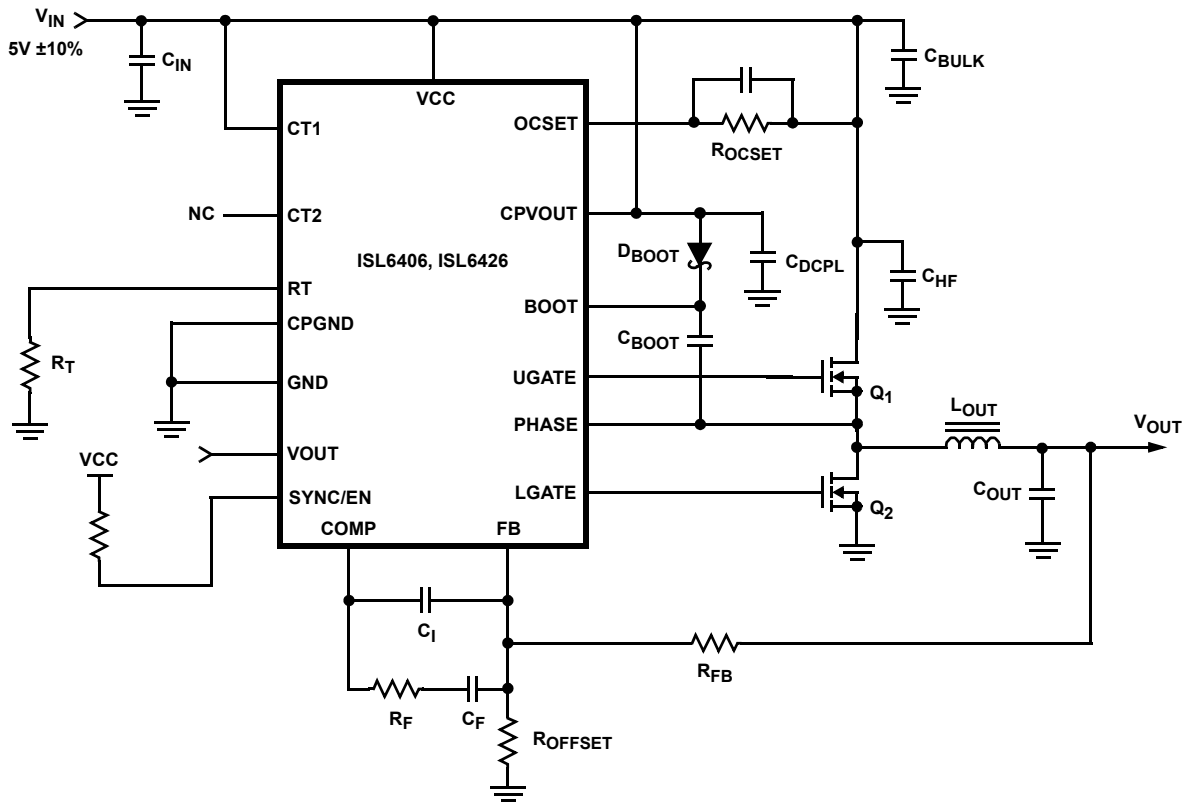 VIN
5V ±10%
CIN
CBULK
VCC
CT1
OCSET
ROCSET
NC
CT2
CPVOUT
ISL6406, ISL6426
DBOOT
CDCPL
CHF
RT
BOOT
CPGND
CBOOT
RT
GND
UGATE
Q1
PHASE
LOUT
VOUT
VCC
VOUT
SYNC/EN
LGATE
Q2
COUT
COMP
FB
CI
RFB
RF
CF
ROFFSET